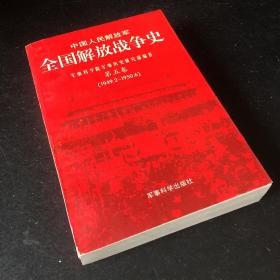 中国人民解放军
全国解放战争史
军事科学院军事历史研究部编著
第五卷
(1949.2-1950.6)
军事科学出版社